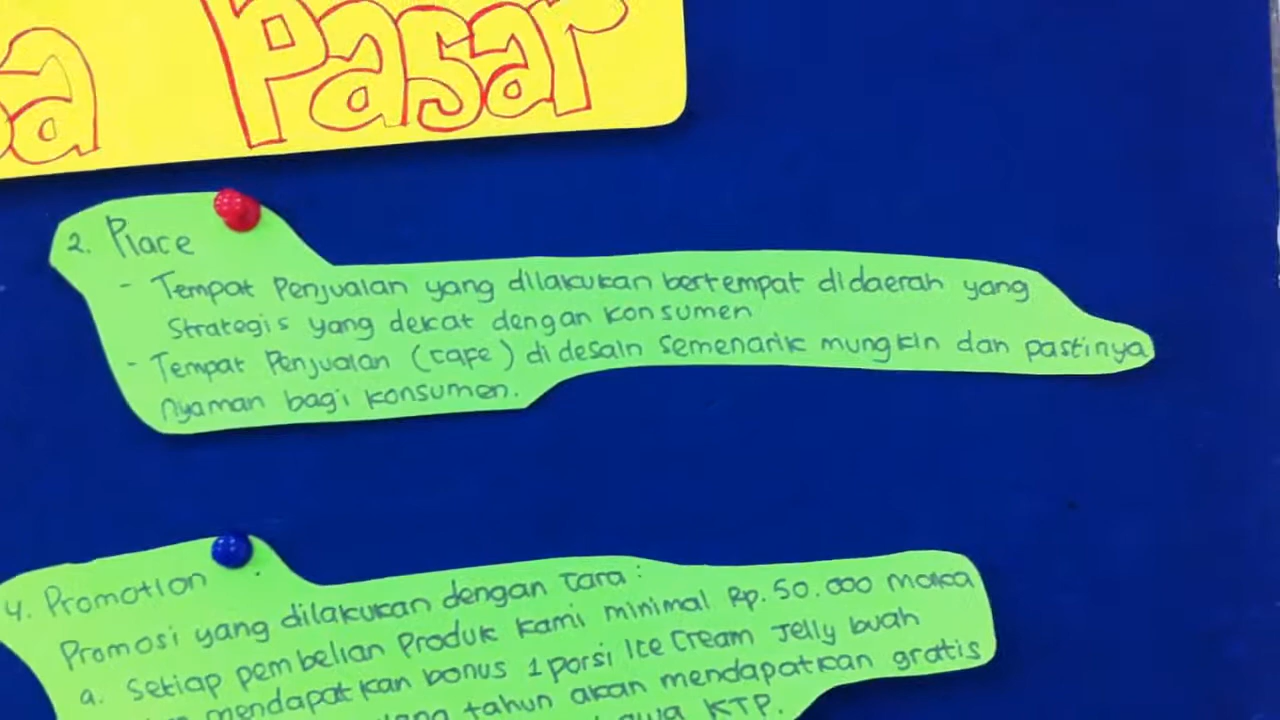 Pasar
2. Place
- Tempat Penjualan yang dilakukan bertempat didaerah yang
strategis yang dekat dengan konsumen
- Tempat Penjualan (cafe) di desain semenarik mungkin dan pastinya
nyaman bagi konsumen.
4. Promotion
Promosi yang dilakukan dengan cara :
a. Setiap pembelian Produk kami minimal Rp. 50.000 maka
mendapatkan bonus 1 porsi Ice Cream Jelly buah
tahun akan mendapatkan gratis
KTP.